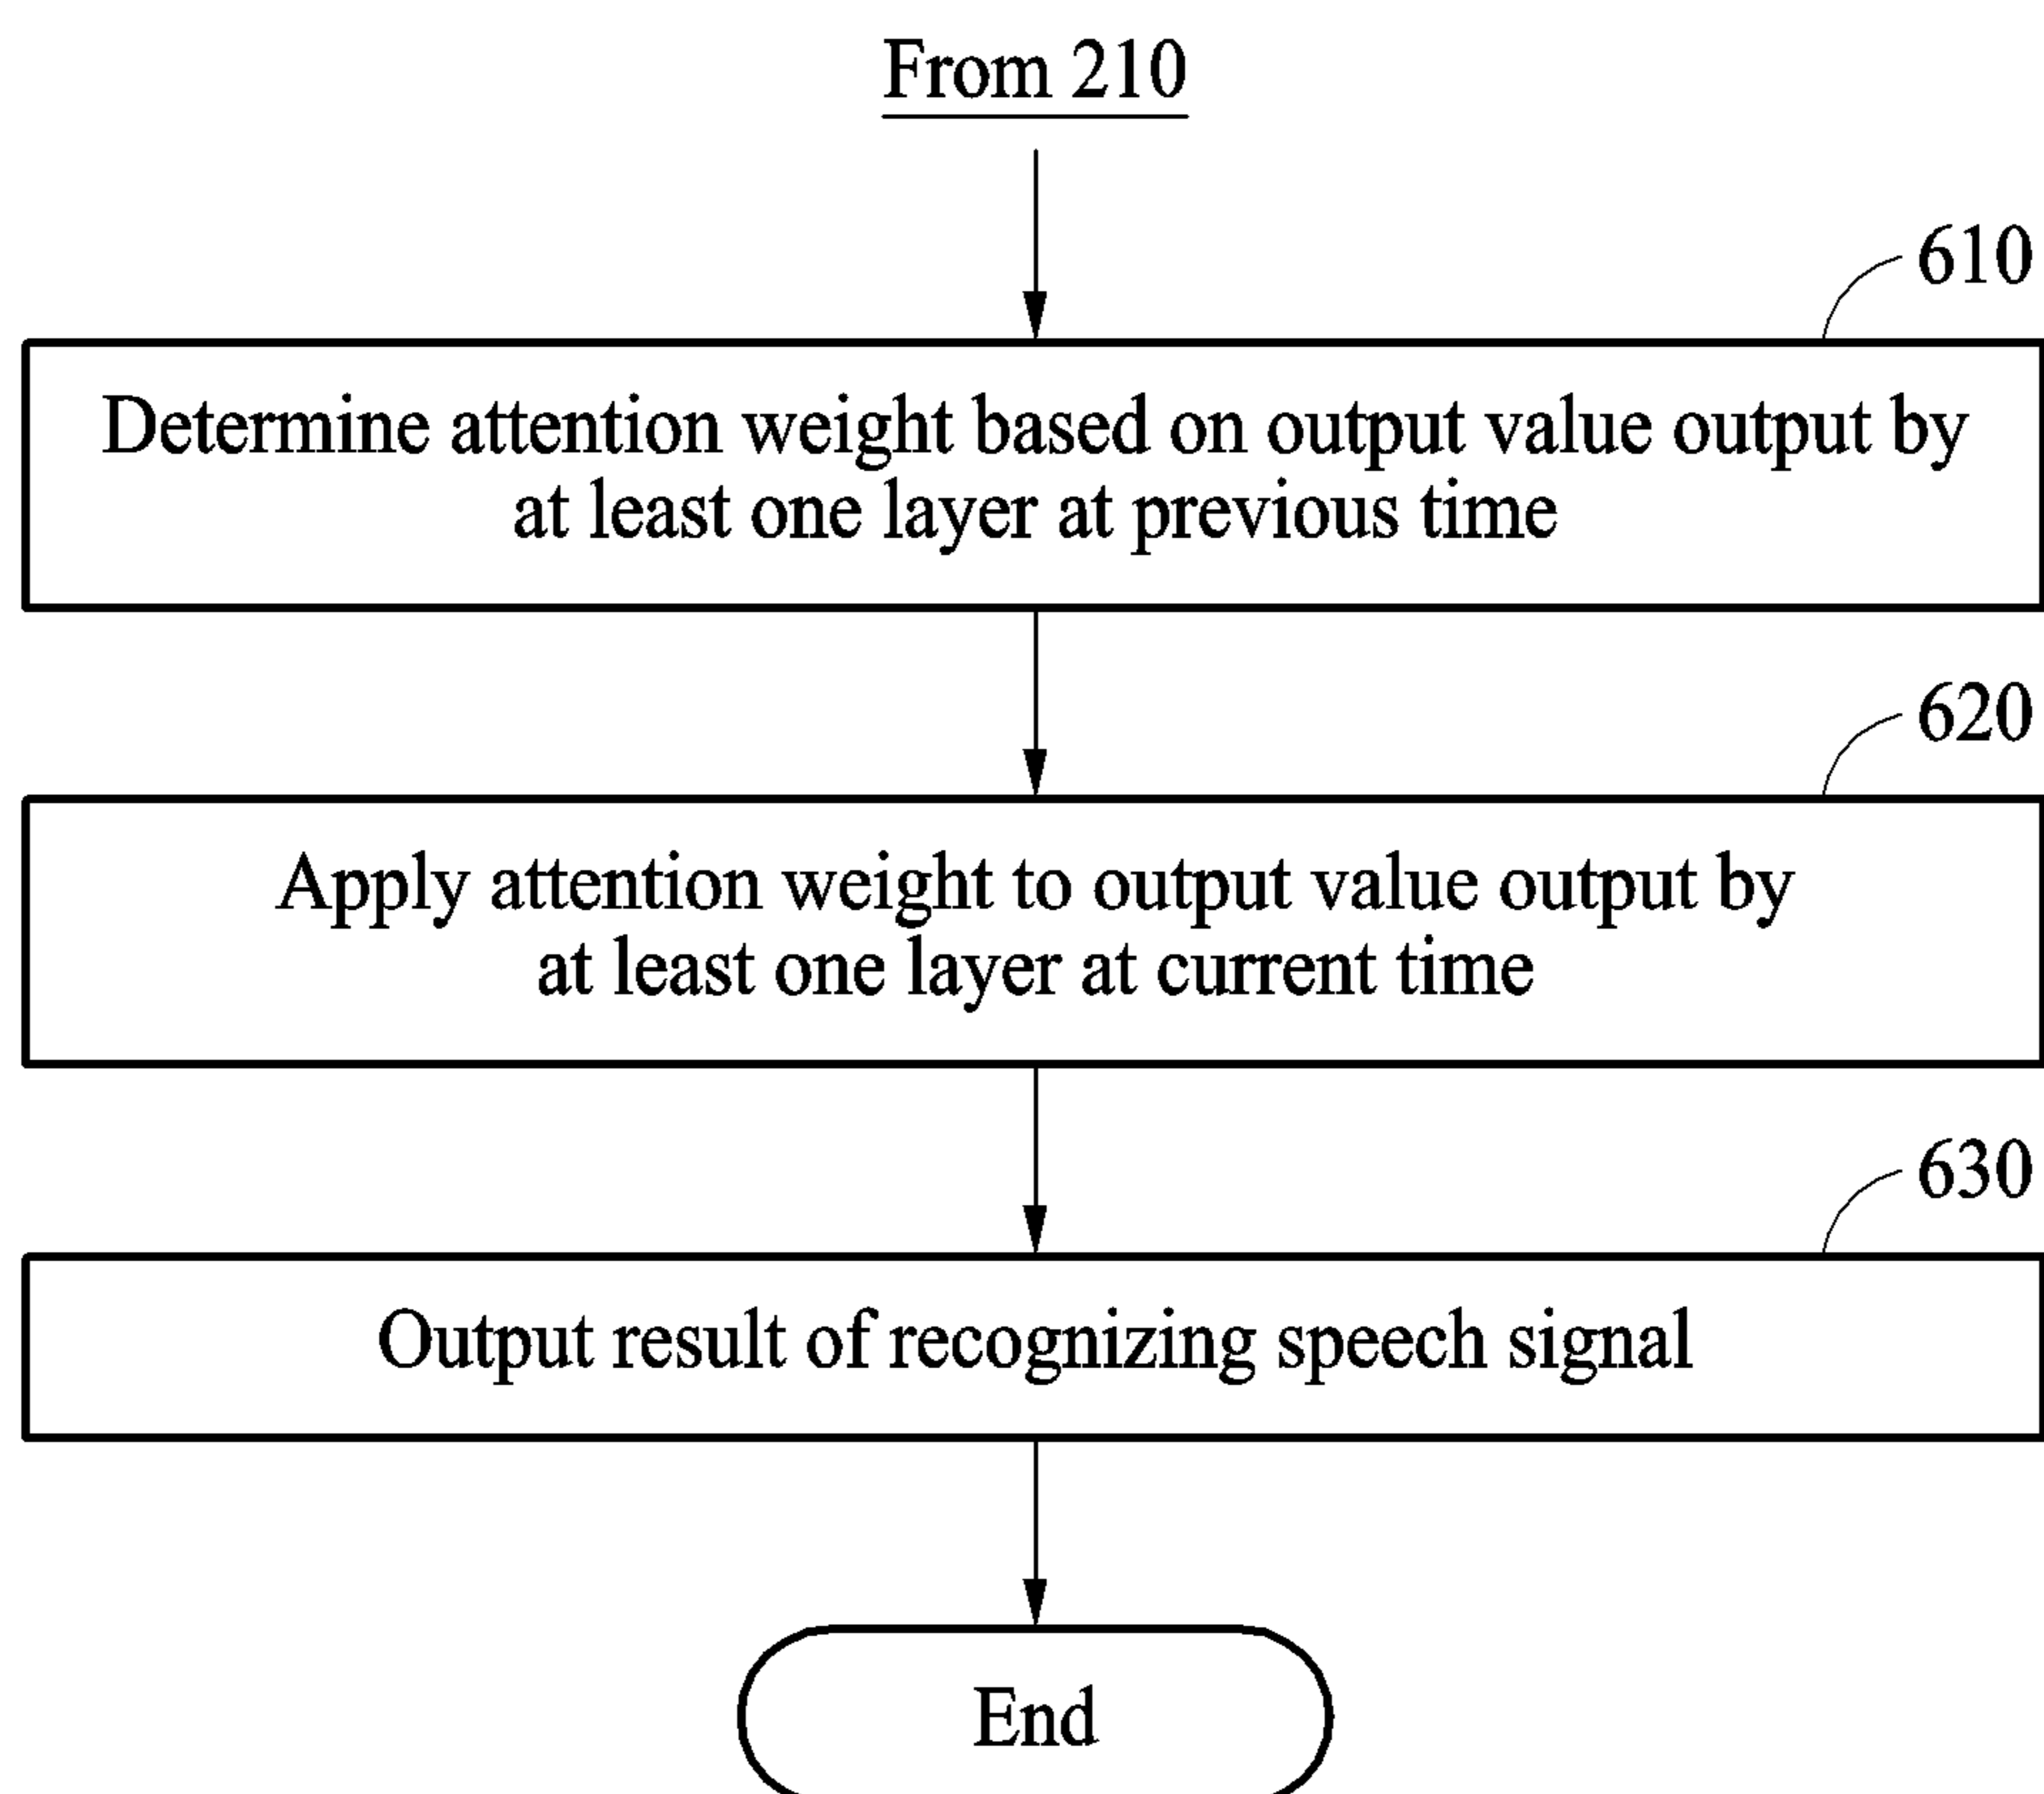 From 210
610
Determine attention weight based on output value output by
at least one layer at previous time
620
Apply attention weight to output value output by
at least one layer at current time
630
Output result of recognizing speech signal
End